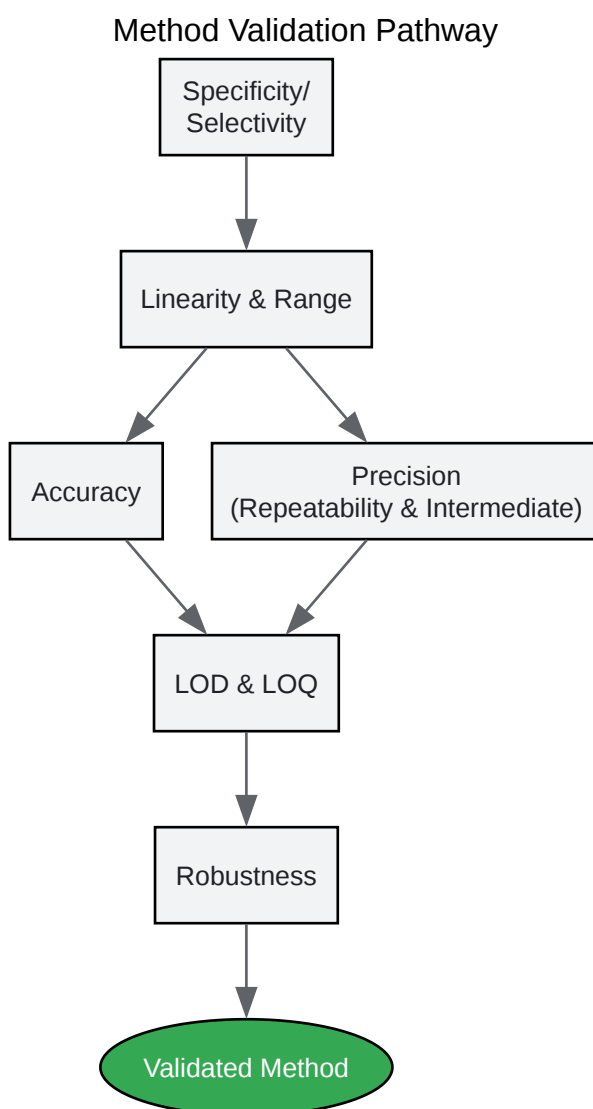 Method Validation Pathway
Specificity/
Selectivity
Linearity & Range
Accuracy
Precision
(Repeatability & Intermediate)
LOD & LOQ
Robustness
Validated Method